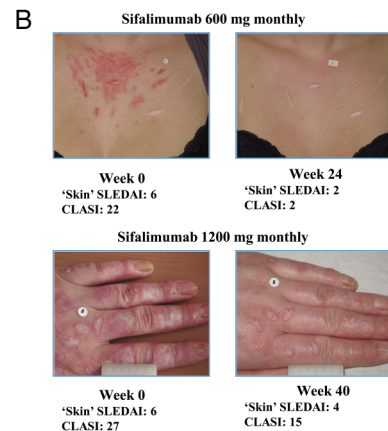 B
Sifalimumab 600 mg monthly
Week 0
'Skin' SLEDAI: 6
CLASI: 22
Week 24
'Skin' SLEDAI: 2
CLASI: 2
Sifalimumab 1200 mg monthly
Week 0
'Skin' SLEDAI: 6
CLASI: 27
Week 40
'Skin' SLEDAI: 4
CLASI: 15